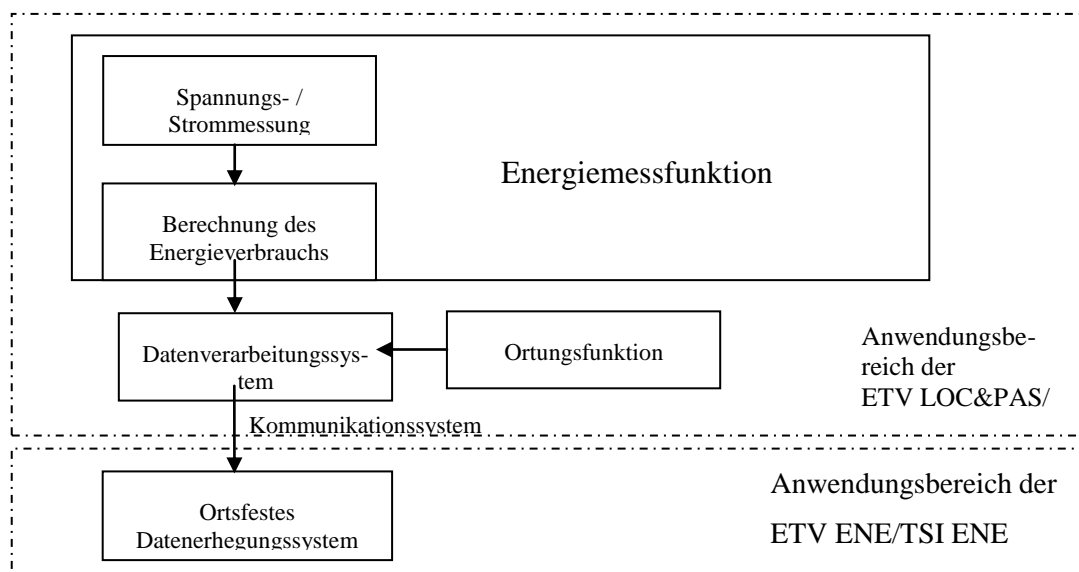 Spannungs- /
Strommessung
Energiemessfunktion
Berechnung des
Energieverbrauchs
Datenverarbeitungssys-
tem
Ortungsfunktion
Anwendungsbe-
reich der
ETV LOC&PAS/
Kommunikationssystem
Ortsfestes
Datenerhegungssystem
Anwendungsbereich der
ETV ENE/TSI ENE